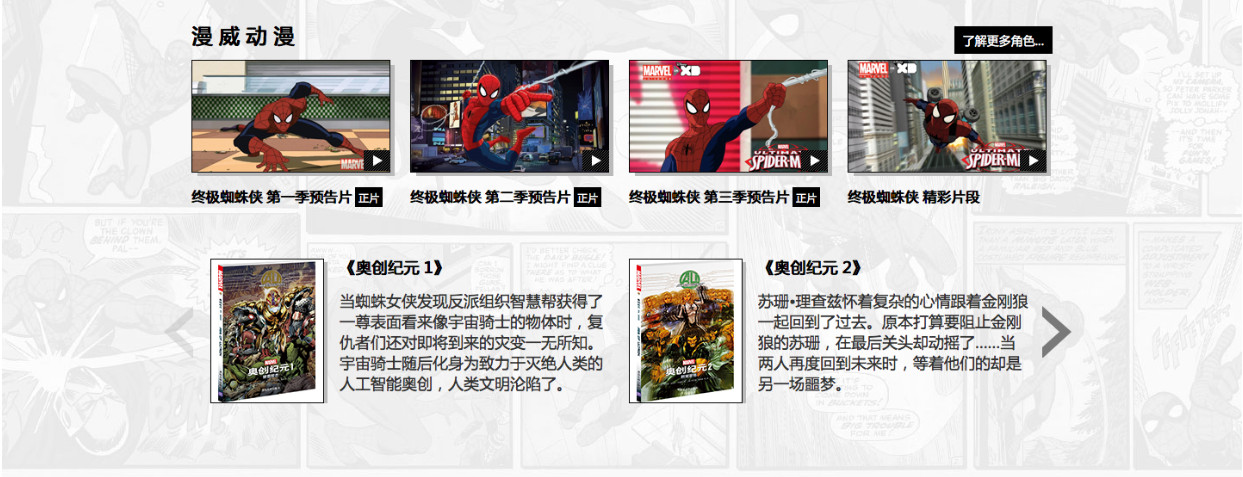 漫威动漫
了解更多角色...
MARVEL
MARVEL XD
MARVEL XD
MARVEL
ULTIMATE
SPIDER-M
ULTIMATE
SPIDER-M
终极蜘蛛侠 第一季预告片 正片
终极蜘蛛侠 第二季预告片 正片
终极蜘蛛侠 第三季预告片 正片
终极蜘蛛侠 精彩片段
BUT IF YOU'RE
THE CLOWN
BEHIND THEM,
《奥创纪元 1》
当蜘蛛女侠发现反派组织智慧帮获得了
一尊表面看来像宇宙骑士的物体时，复
仇者们还对即将到来的灾变一无所知。
宇宙骑士随后化身为致力于灭绝人类的
人工智能奥创，人类文明沦陷了。
MARVEL
奥创纪元1
《奥创纪元 2》
苏珊•理查兹怀着复杂的心情跟着金刚狼
一起回到了过去。原本打算要阻止金刚
狼的苏珊，在最后关头却动摇了......当
两人再度回到未来时，等着他们的却是
另一场噩梦。
MARVEL
奥创纪元2